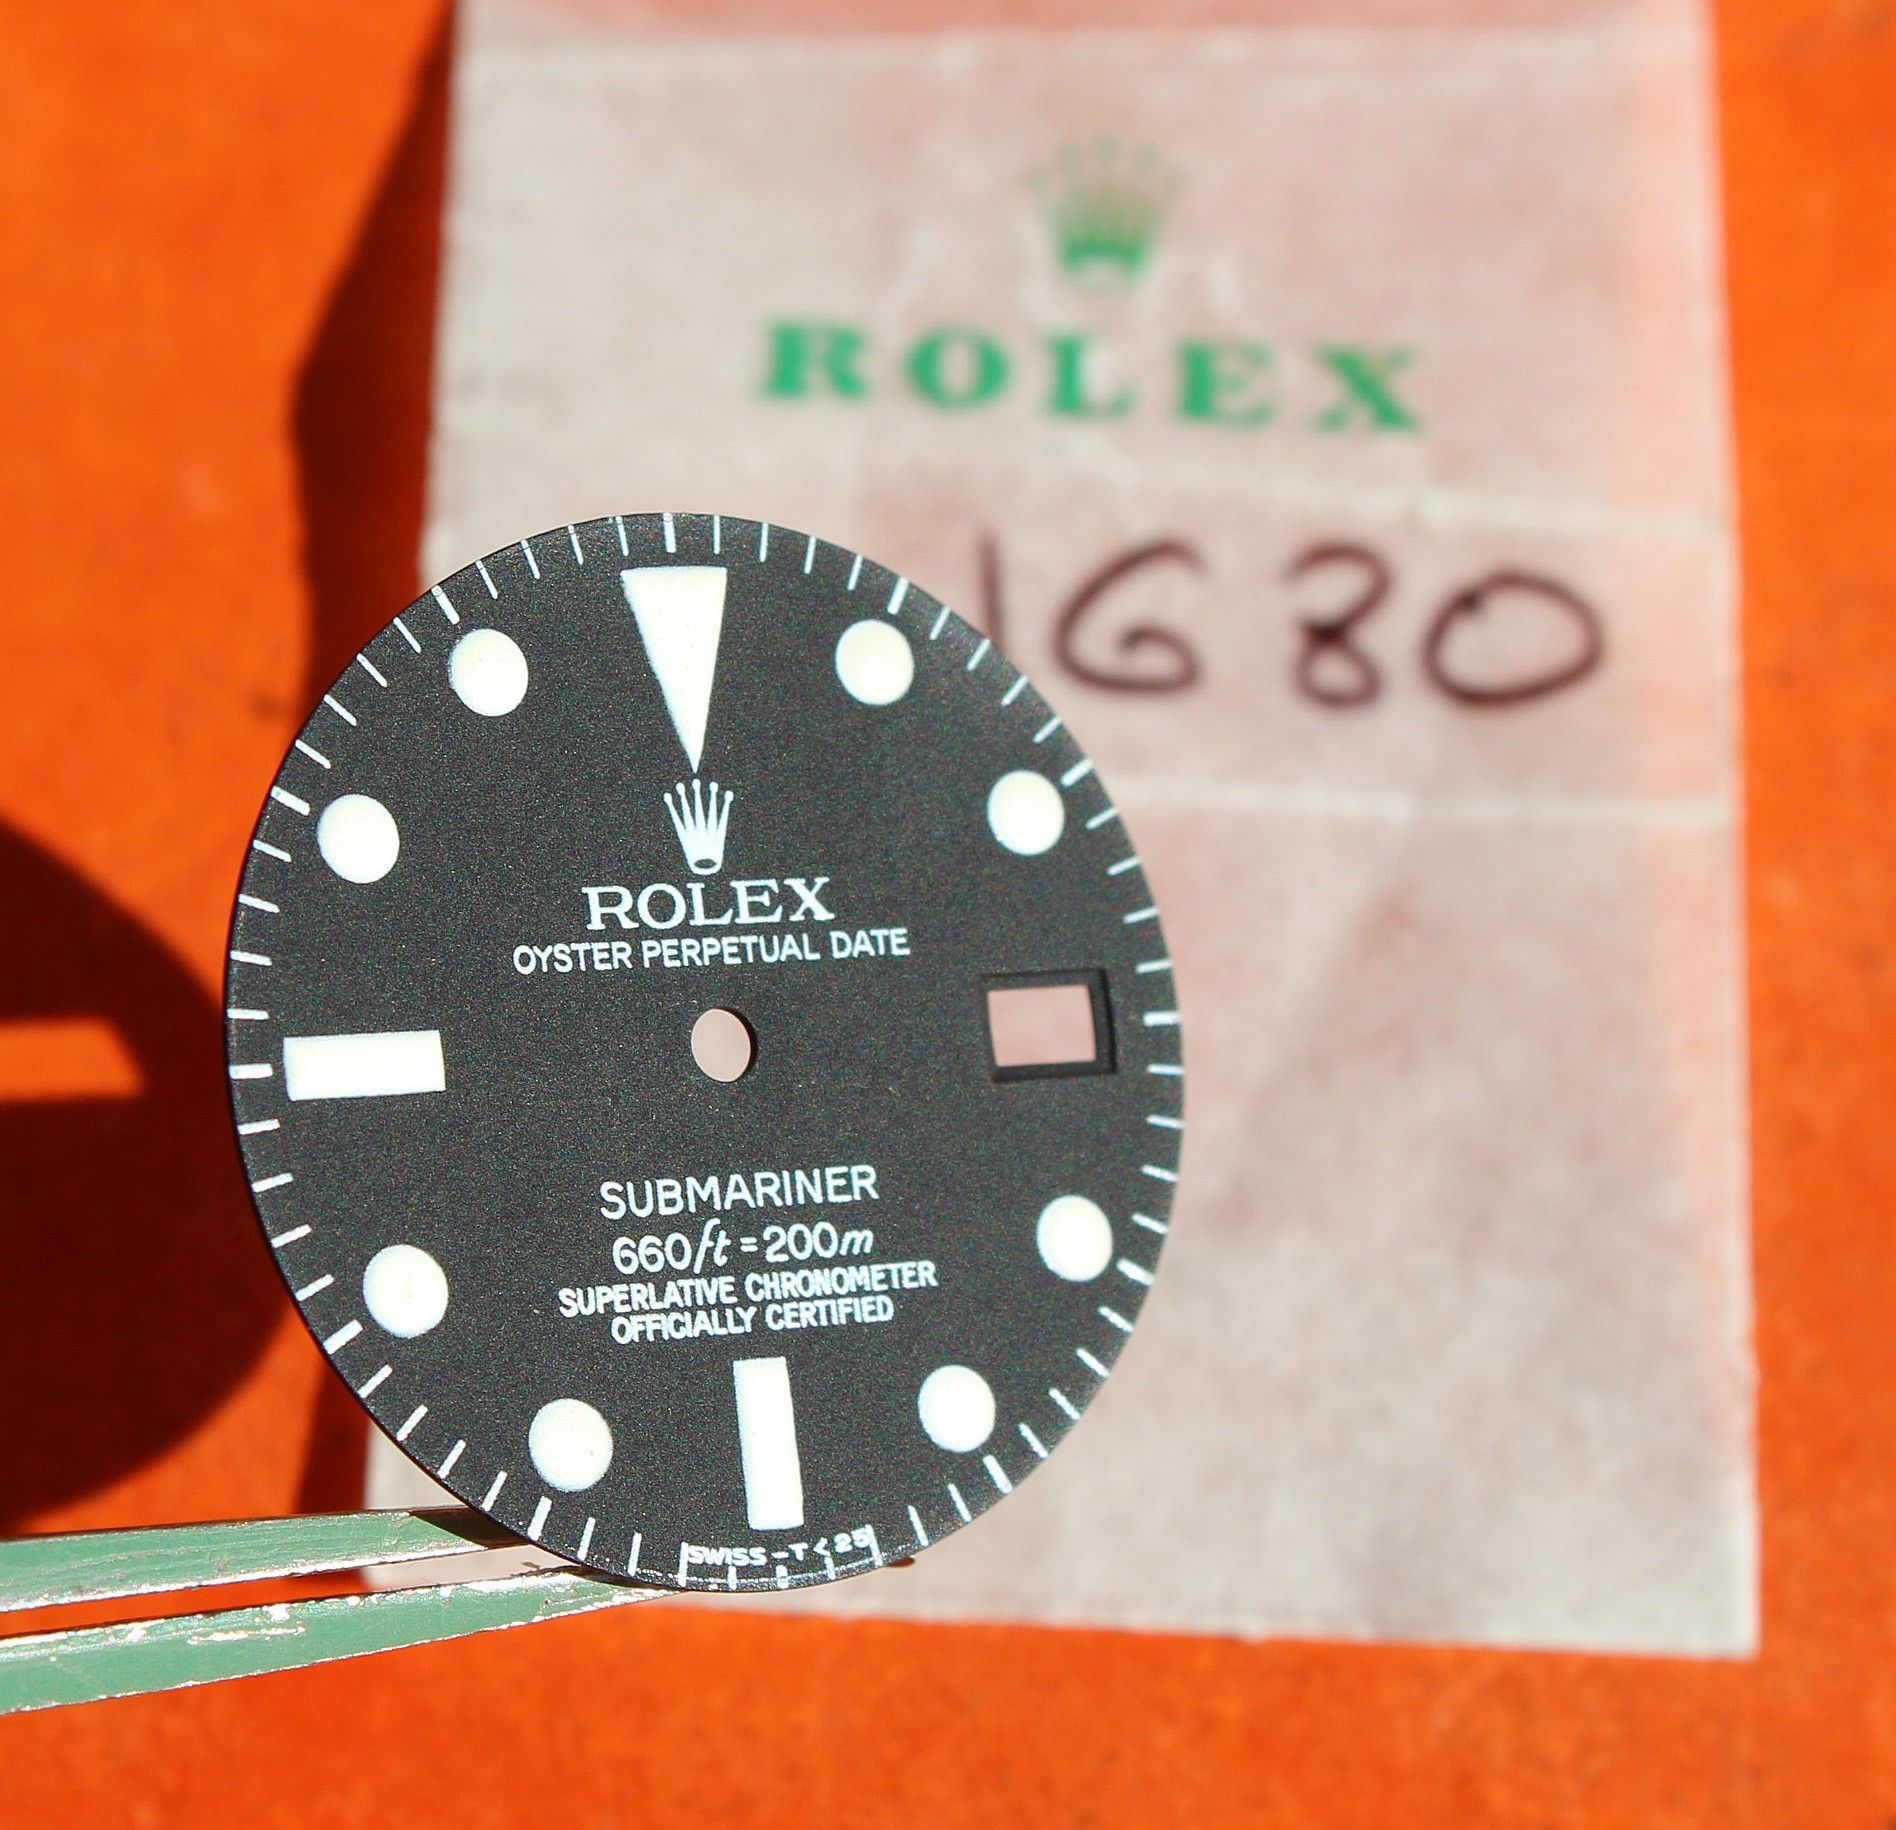 ROLEX
1680
ROLEX
OYSTER PERPETUAL DATE
SUBMARINER
660ft = 200m
SUPERLATIVE CHRONOMETER
OFFICIALLY CERTIFIED
SWISS - T < 25